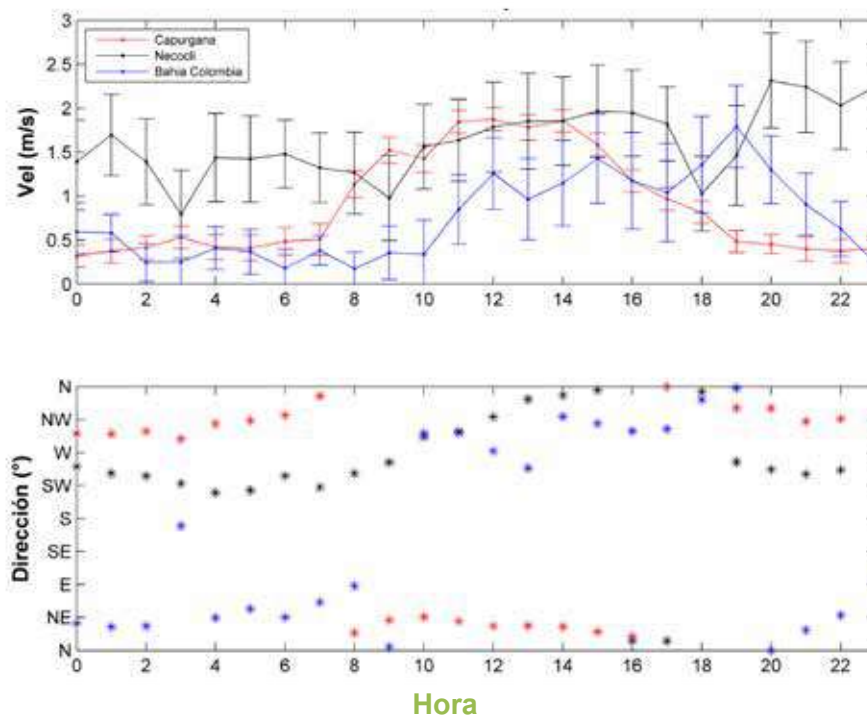 Vel (m/s)
3
2.5
2
1.5
1
0.5
0
Capurgana
Necocli
Bahia Colombia
0 2 4 6 8 10 12 14 16 18 20 22
Dirección (°)
N
NW
W
SW
S
SE
E
NE
N
0 2 4 6 8 10 12 14 16 18 20 22
Hora